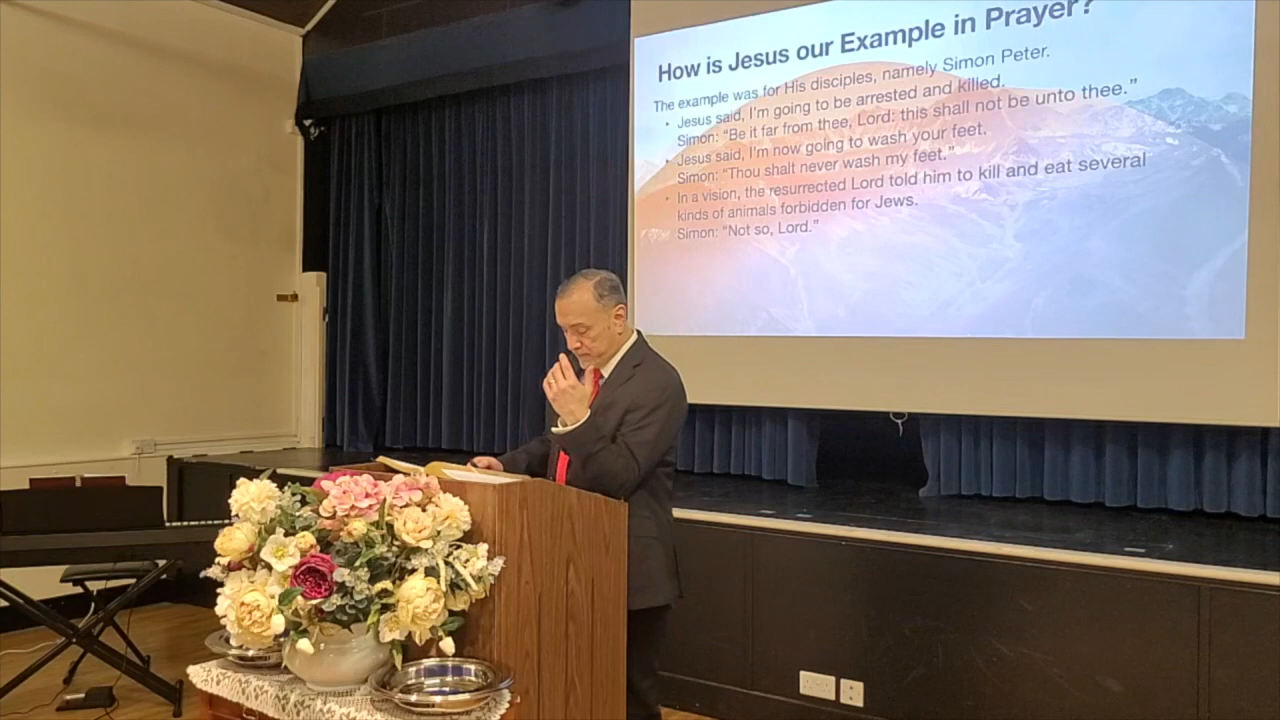 How is Jesus our Example in Prayer?
The example was for His disciples, namely Simon Peter.
• Jesus said, I'm going to be arrested and killed.
Simon: “Be it far from thee, Lord: this shall not be unto thee.”
• Jesus said, I'm now going to wash your feet.
Simon: “Thou shalt never wash my feet.”
• In a vision, the resurrected Lord told him to kill and eat several
kinds of animals forbidden for Jews.
Simon: “Not so, Lord.”